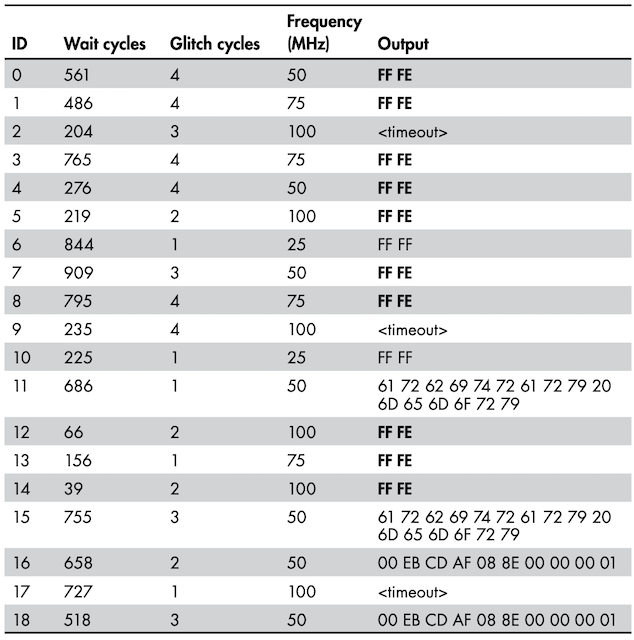 Frequency
ID Wait cycles Glitch cycles (MHz) Output
0 561 4 50 FF FE
1 486 4 75 FF FE
2 204 3 100 <timeout>
3 765 4 75 FF FE
4 276 4 50 FF FE
5 219 2 100 FF FE
6 844 1 25 FF FF
7 909 3 50 FF FE
8 795 4 75 FF FE
9 235 4 100 <timeout>
10 225 1 25 FF FF
11 686 1 50 61 72 62 69 74 72 61 72 79 20
6D 65 6D 6F 72 79
12 66 2 100 FF FE
13 156 1 75 FF FE
14 39 2 100 FF FE
15 755 3 50 61 72 62 69 74 72 61 72 79 20
6D 65 6D 6F 72 79
16 658 2 50 00 EB CD AF 08 8E 00 00 00 01
17 727 1 100 <timeout>
18 518 3 50 00 EB CD AF 08 8E 00 00 00 01